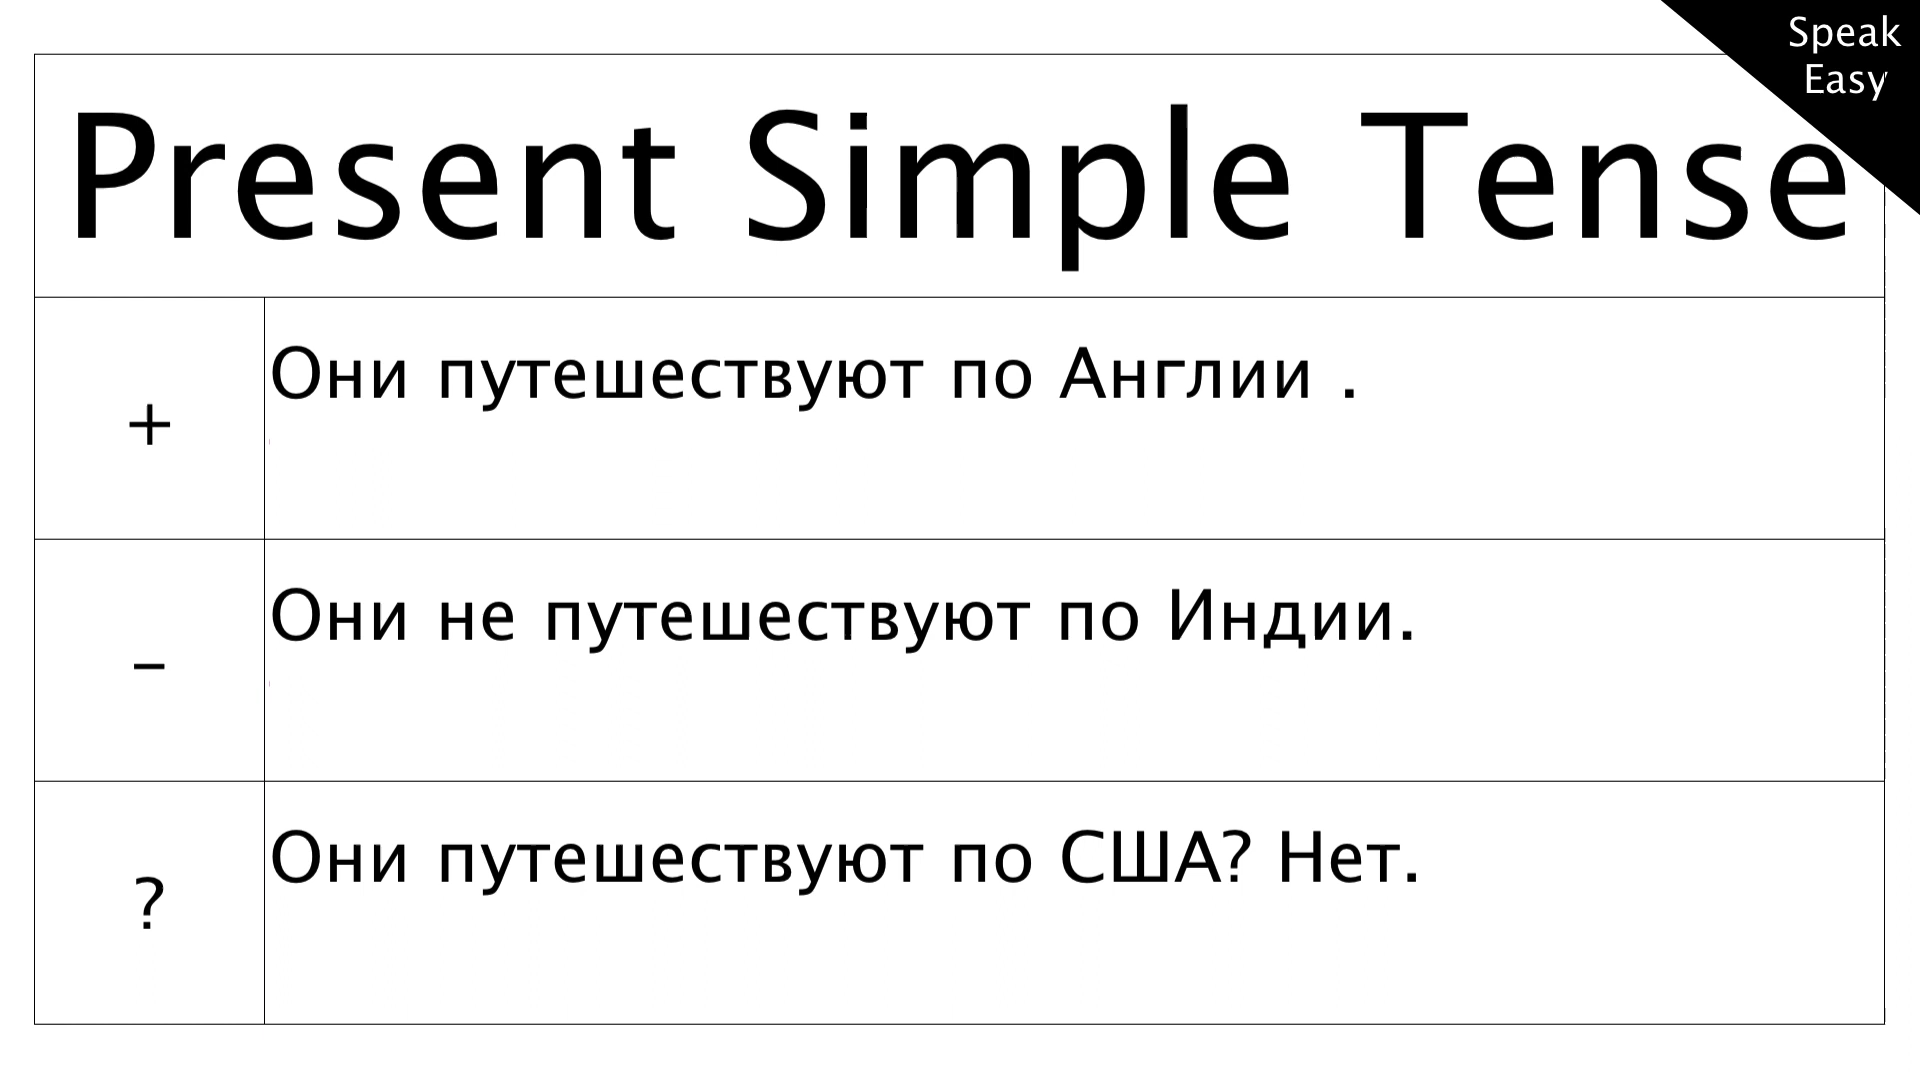 Speak
Easy
Present Simple Tense
+
Они путешествуют по Англии .
–
Они не путешествуют по Индии.
?
Они путешествуют по США? Нет.